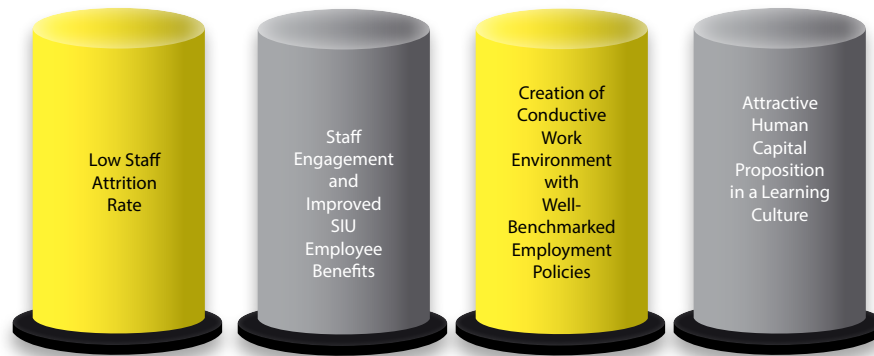 Low Staff
Attrition
Rate
Staff
Engagement
and
Improved
SIU
Employee
Benefits
Creation of
Conductive
Work
Environment
with
Well-
Benchmarked
Employment
Policies
Attractive
Human
Capital
Proposition
in a Learning
Culture